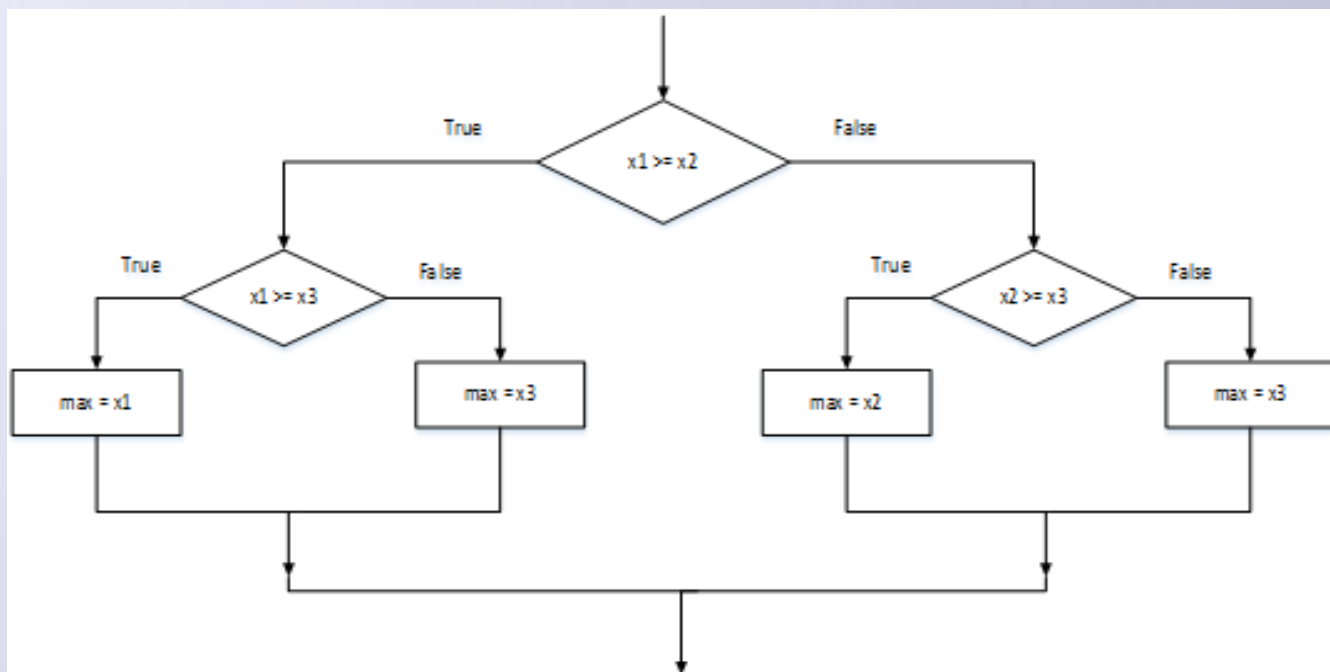 True
False
x1 >= x2
True
False
x1 >= x3
True
False
x2 >= x3
max = x1
max = x3
max = x2
max = x3